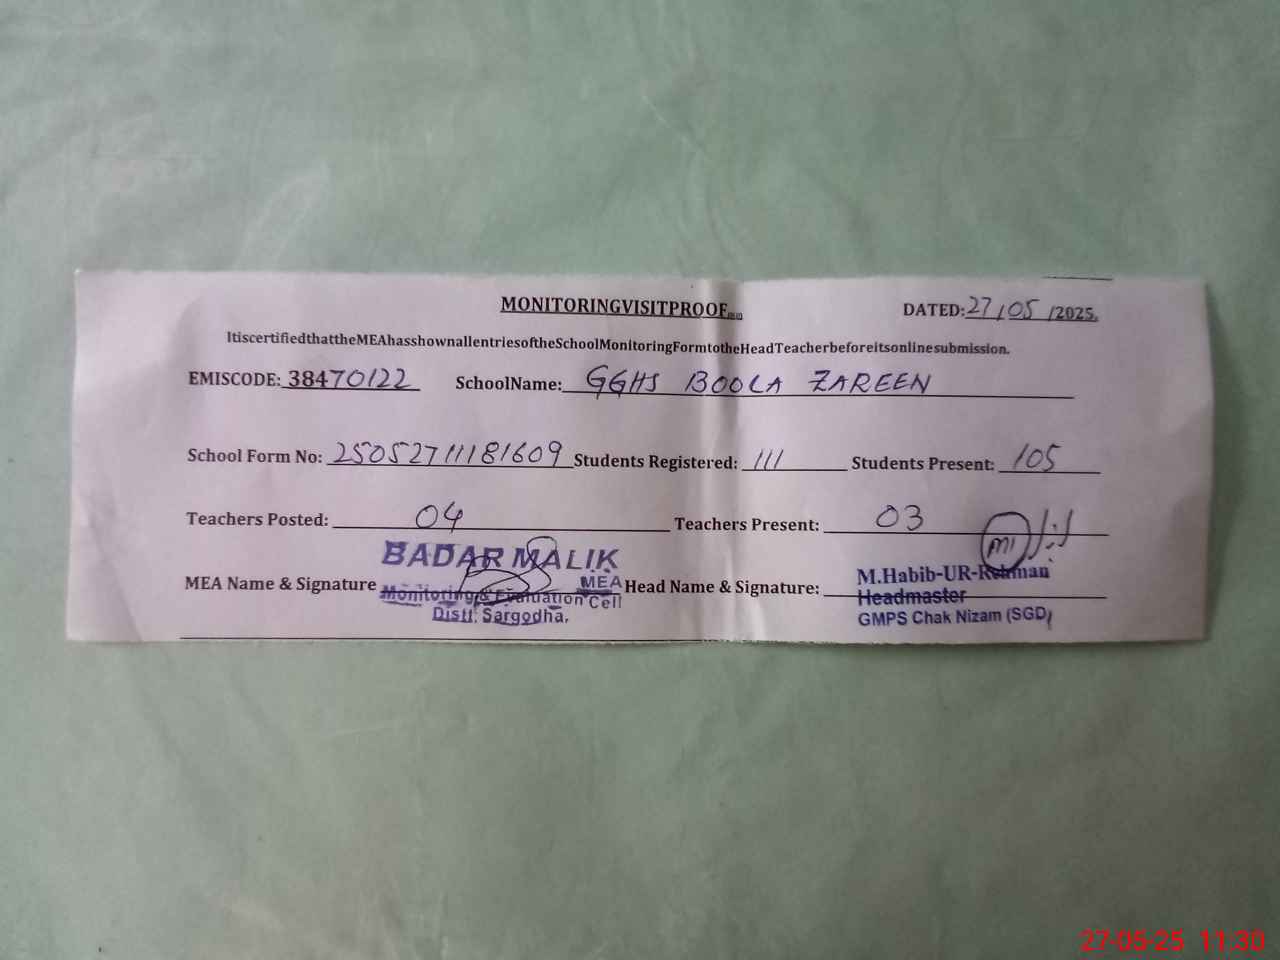 MONITORINGVISITPROOF
DATED:27/05/2025.
ItiscertifiedthattheMEAhasshownallentriesoftheSchoolMonitoringFormtotheHeadTeacherbeforeitsonlinesubmission.
EMISCODE: 38470122 SchoolName: GGHS BOOLA ZAREEN
School Form No: 25052711181609 Students Registered: 111 Students Present: 105
Teachers Posted: 04 Teachers Present: 03
BADAR MALIK
MEA Name & Signature MEA Head Name & Signature: M.Habib-UR-Rehman
Monitoring & Evaluation Cell Headmaster
Distt. Sargodha. GMPS Chak Nizam (SGD)
27-05-25 11:30